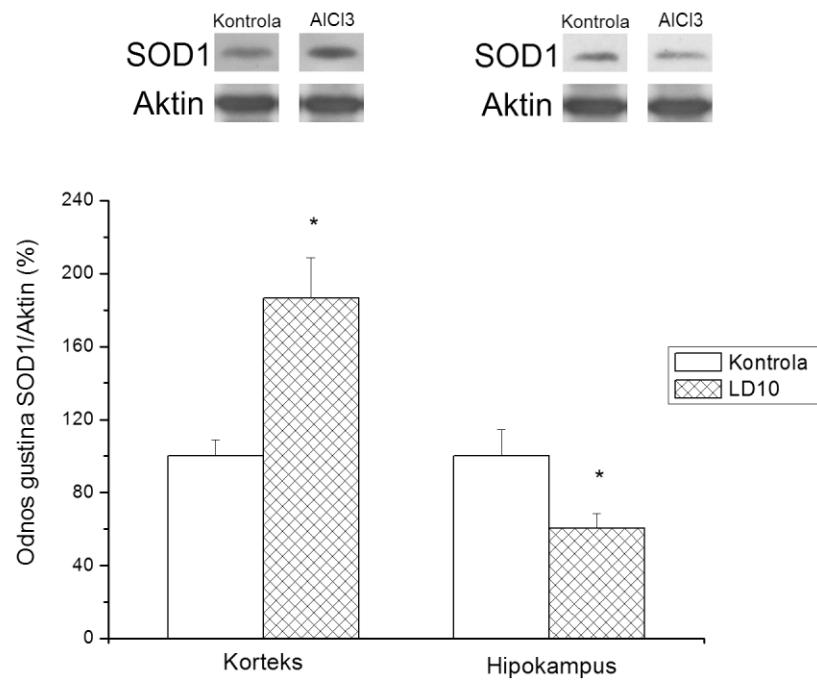 Kontrola AlCl3
SOD1
Aktin
Kontrola AlCl3
SOD1
Aktin
Odnos gustina SOD1/Aktin (%)
240
200
160
120
80
40
0
*
*
Korteks
Hipokampus
Kontrola
LD10